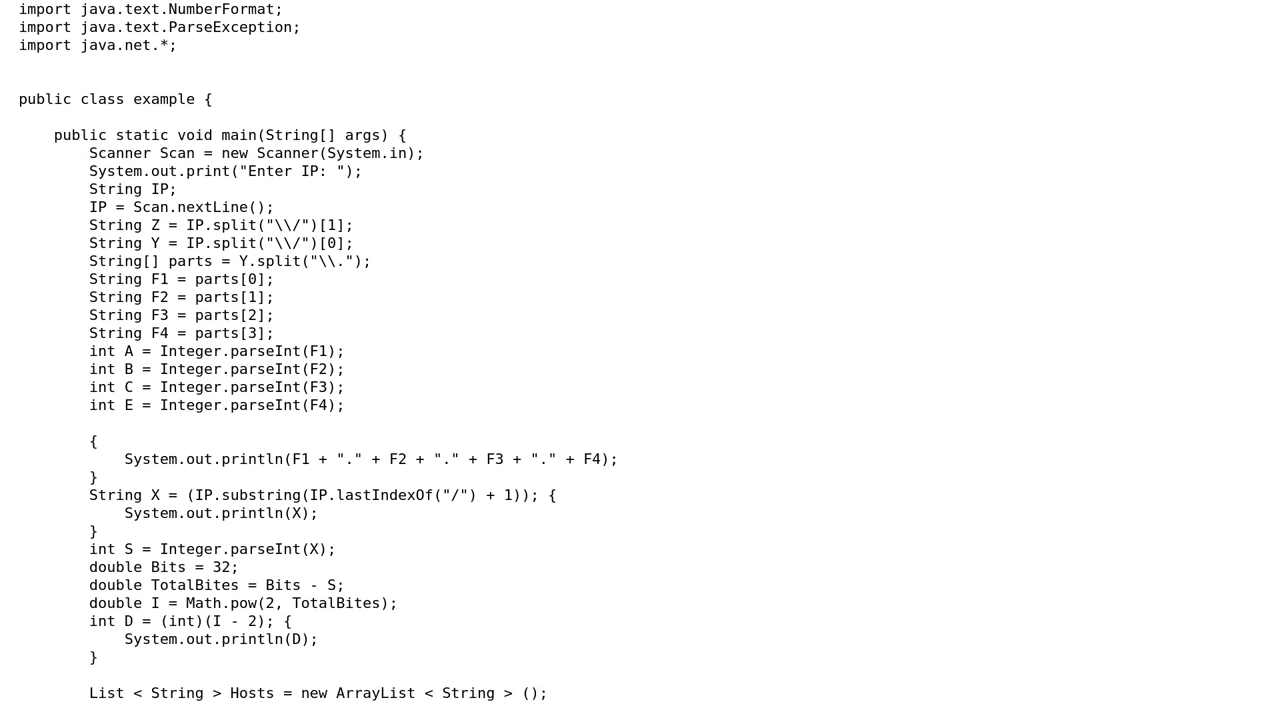 import java.text.NumberFormat;
import java.text.ParseException;
import java.net.*;
public class example {
public static void main(String[] args) {
Scanner Scan = new Scanner(System.in);
System.out.print("Enter IP: ");
String IP;
IP = Scan.nextLine();
String Z = IP.split("\\/")[1];
String Y = IP.split("\\/")[0];
String[] parts = Y.split("\\.");
String F1 = parts[0];
String F2 = parts[1];
String F3 = parts[2];
String F4 = parts[3];
int A = Integer.parseInt(F1);
int B = Integer.parseInt(F2);
int C = Integer.parseInt(F3);
int E = Integer.parseInt(F4);
{
System.out.println(F1 + "." + F2 + "." + F3 + "." + F4);
}
String X = (IP.substring(IP.lastIndexOf("/") + 1)); {
System.out.println(X);
}
int S = Integer.parseInt(X);
double Bits = 32;
double TotalBites = Bits - S;
double I = Math.pow(2, TotalBites);
int D = (int)(I - 2); {
System.out.println(D);
}
List < String > Hosts = new ArrayList < String > ();